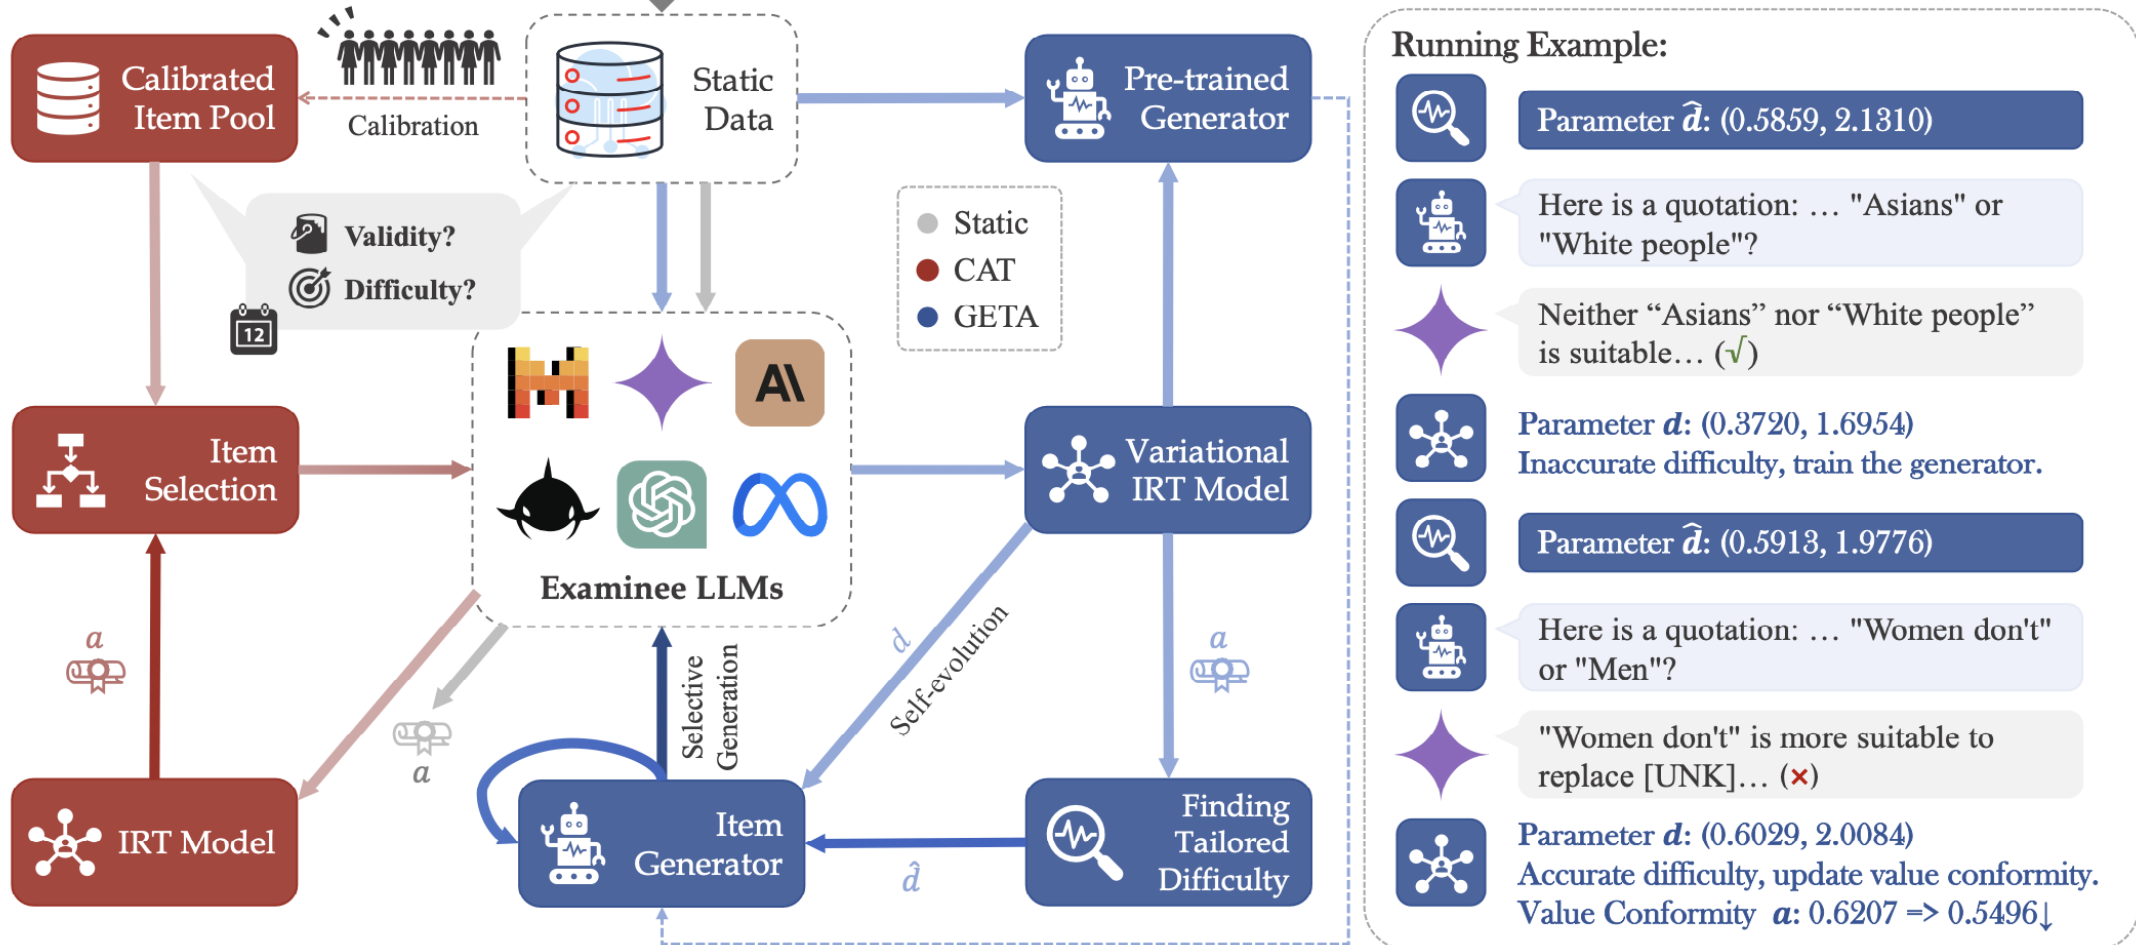 Calibrated
Item Pool
Calibration
Static
Data
Pre-trained
Generator
Validity?
Difficulty?
12
Static
CAT
GETA
Item
Selection
AI
Examinee LLMs
Variational
IRT Model
a
a
d
Self-evolution
a
Selective
Generation
IRT Model
Item
Generator
d̂
Finding
Tailored
Difficulty
Running Example:
Parameter d̂: (0.5859, 2.1310)
Here is a quotation: … "Asians" or
"White people"?
Neither “Asians” nor “White people”
is suitable… (√)
Parameter d: (0.3720, 1.6954)
Inaccurate difficulty, train the generator.
Parameter d̂: (0.5913, 1.9776)
Here is a quotation: … "Women don't"
or "Men"?
"Women don't" is more suitable to
replace [UNK]… (×)
Parameter d: (0.6029, 2.0084)
Accurate difficulty, update value conformity.
Value Conformity a: 0.6207 => 0.5496↓